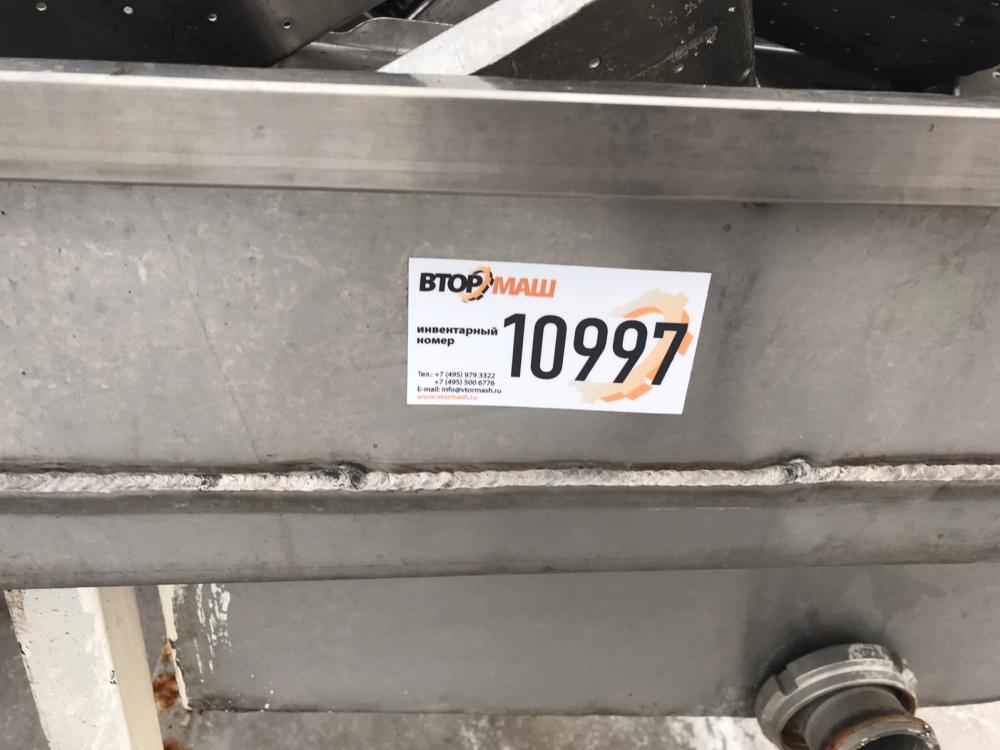 ВТОРМАШ
инвентарный
номер
10997
Тел.: +7 (495) 979 3322
+7 (495) 500 6776
E-mail: info@vtormash.ru
www.vtormash.ru